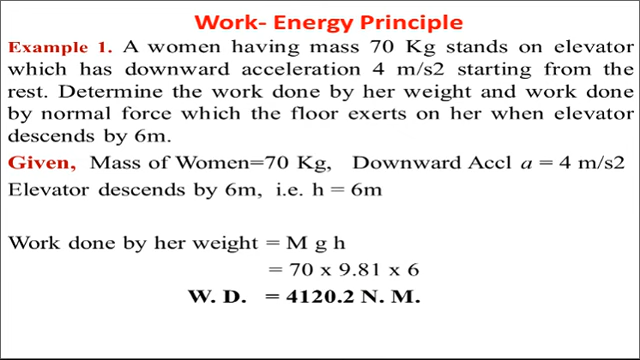 Work- Energy Principle
Example 1. A women having mass 70 Kg stands on elevator
which has downward acceleration 4 m/s2 starting from the
rest. Determine the work done by her weight and work done
by normal force which the floor exerts on her when elevator
descends by 6m.
Given, Mass of Women=70 Kg, Downward Accl a = 4 m/s2
Elevator descends by 6m, i.e. h = 6m
Work done by her weight = M g h
= 70 x 9.81 x 6
W. D. = 4120.2 N. M.